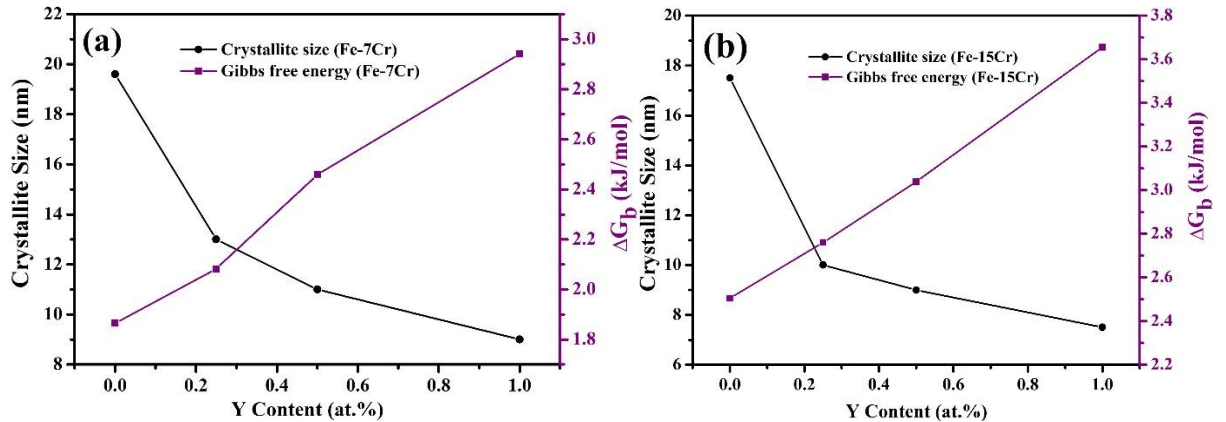 (a)
Crystallite size (Fe-7Cr)
Gibbs free energy (Fe-7Cr)
Crystallite Size (nm)
22
20
18
16
14
12
10
8
3.0
2.8
2.6
2.4
2.2
2.0
1.8
ΔG_b (kJ/mol)
0.0 0.2 0.4 0.6 0.8 1.0
Y Content (at.%)
(b)
Crystallite size (Fe-15Cr)
Gibbs free energy (Fe-15Cr)
Crystallite Size (nm)
20
18
16
14
12
10
8
6
3.8
3.6
3.4
3.2
3.0
2.8
2.6
2.4
2.2
ΔG_b (kJ/mol)
0.0 0.2 0.4 0.6 0.8 1.0
Y Content (at.%)